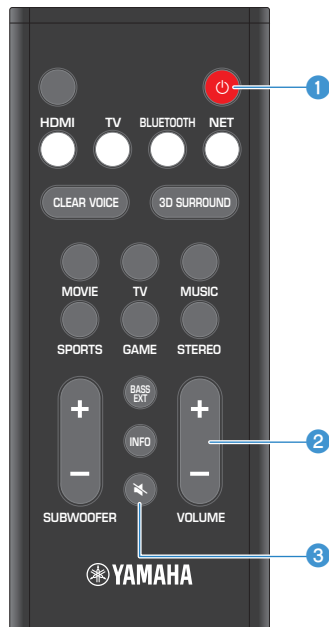 1
HDMI TV BLUETOOTH NET
CLEAR VOICE 3D SURROUND
MOVIE TV MUSIC
SPORTS GAME STEREO
BASS
EXT
+ +
INFO
2
– –
SUBWOOFER VOLUME
3
YAMAHA